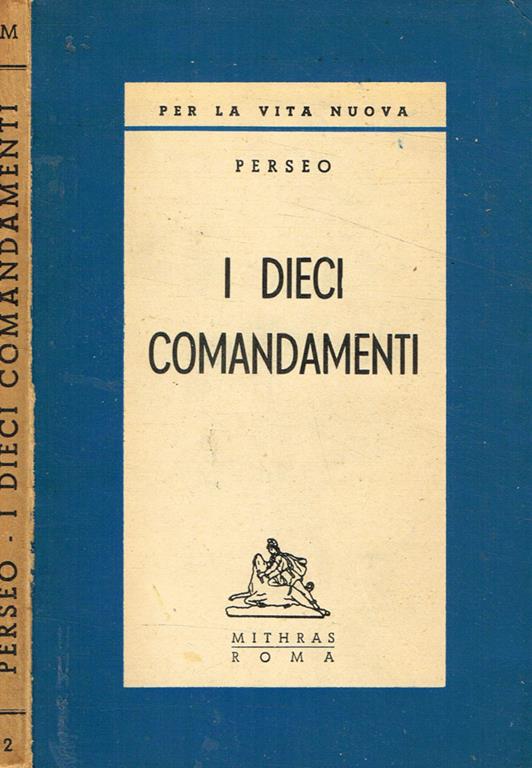 M
PERSEO - I DIECI COMANDAMENTI
2
PER LA VITA NUOVA
PERSEO
I DIECI
COMANDAMENTI
MITHRAS
ROMA